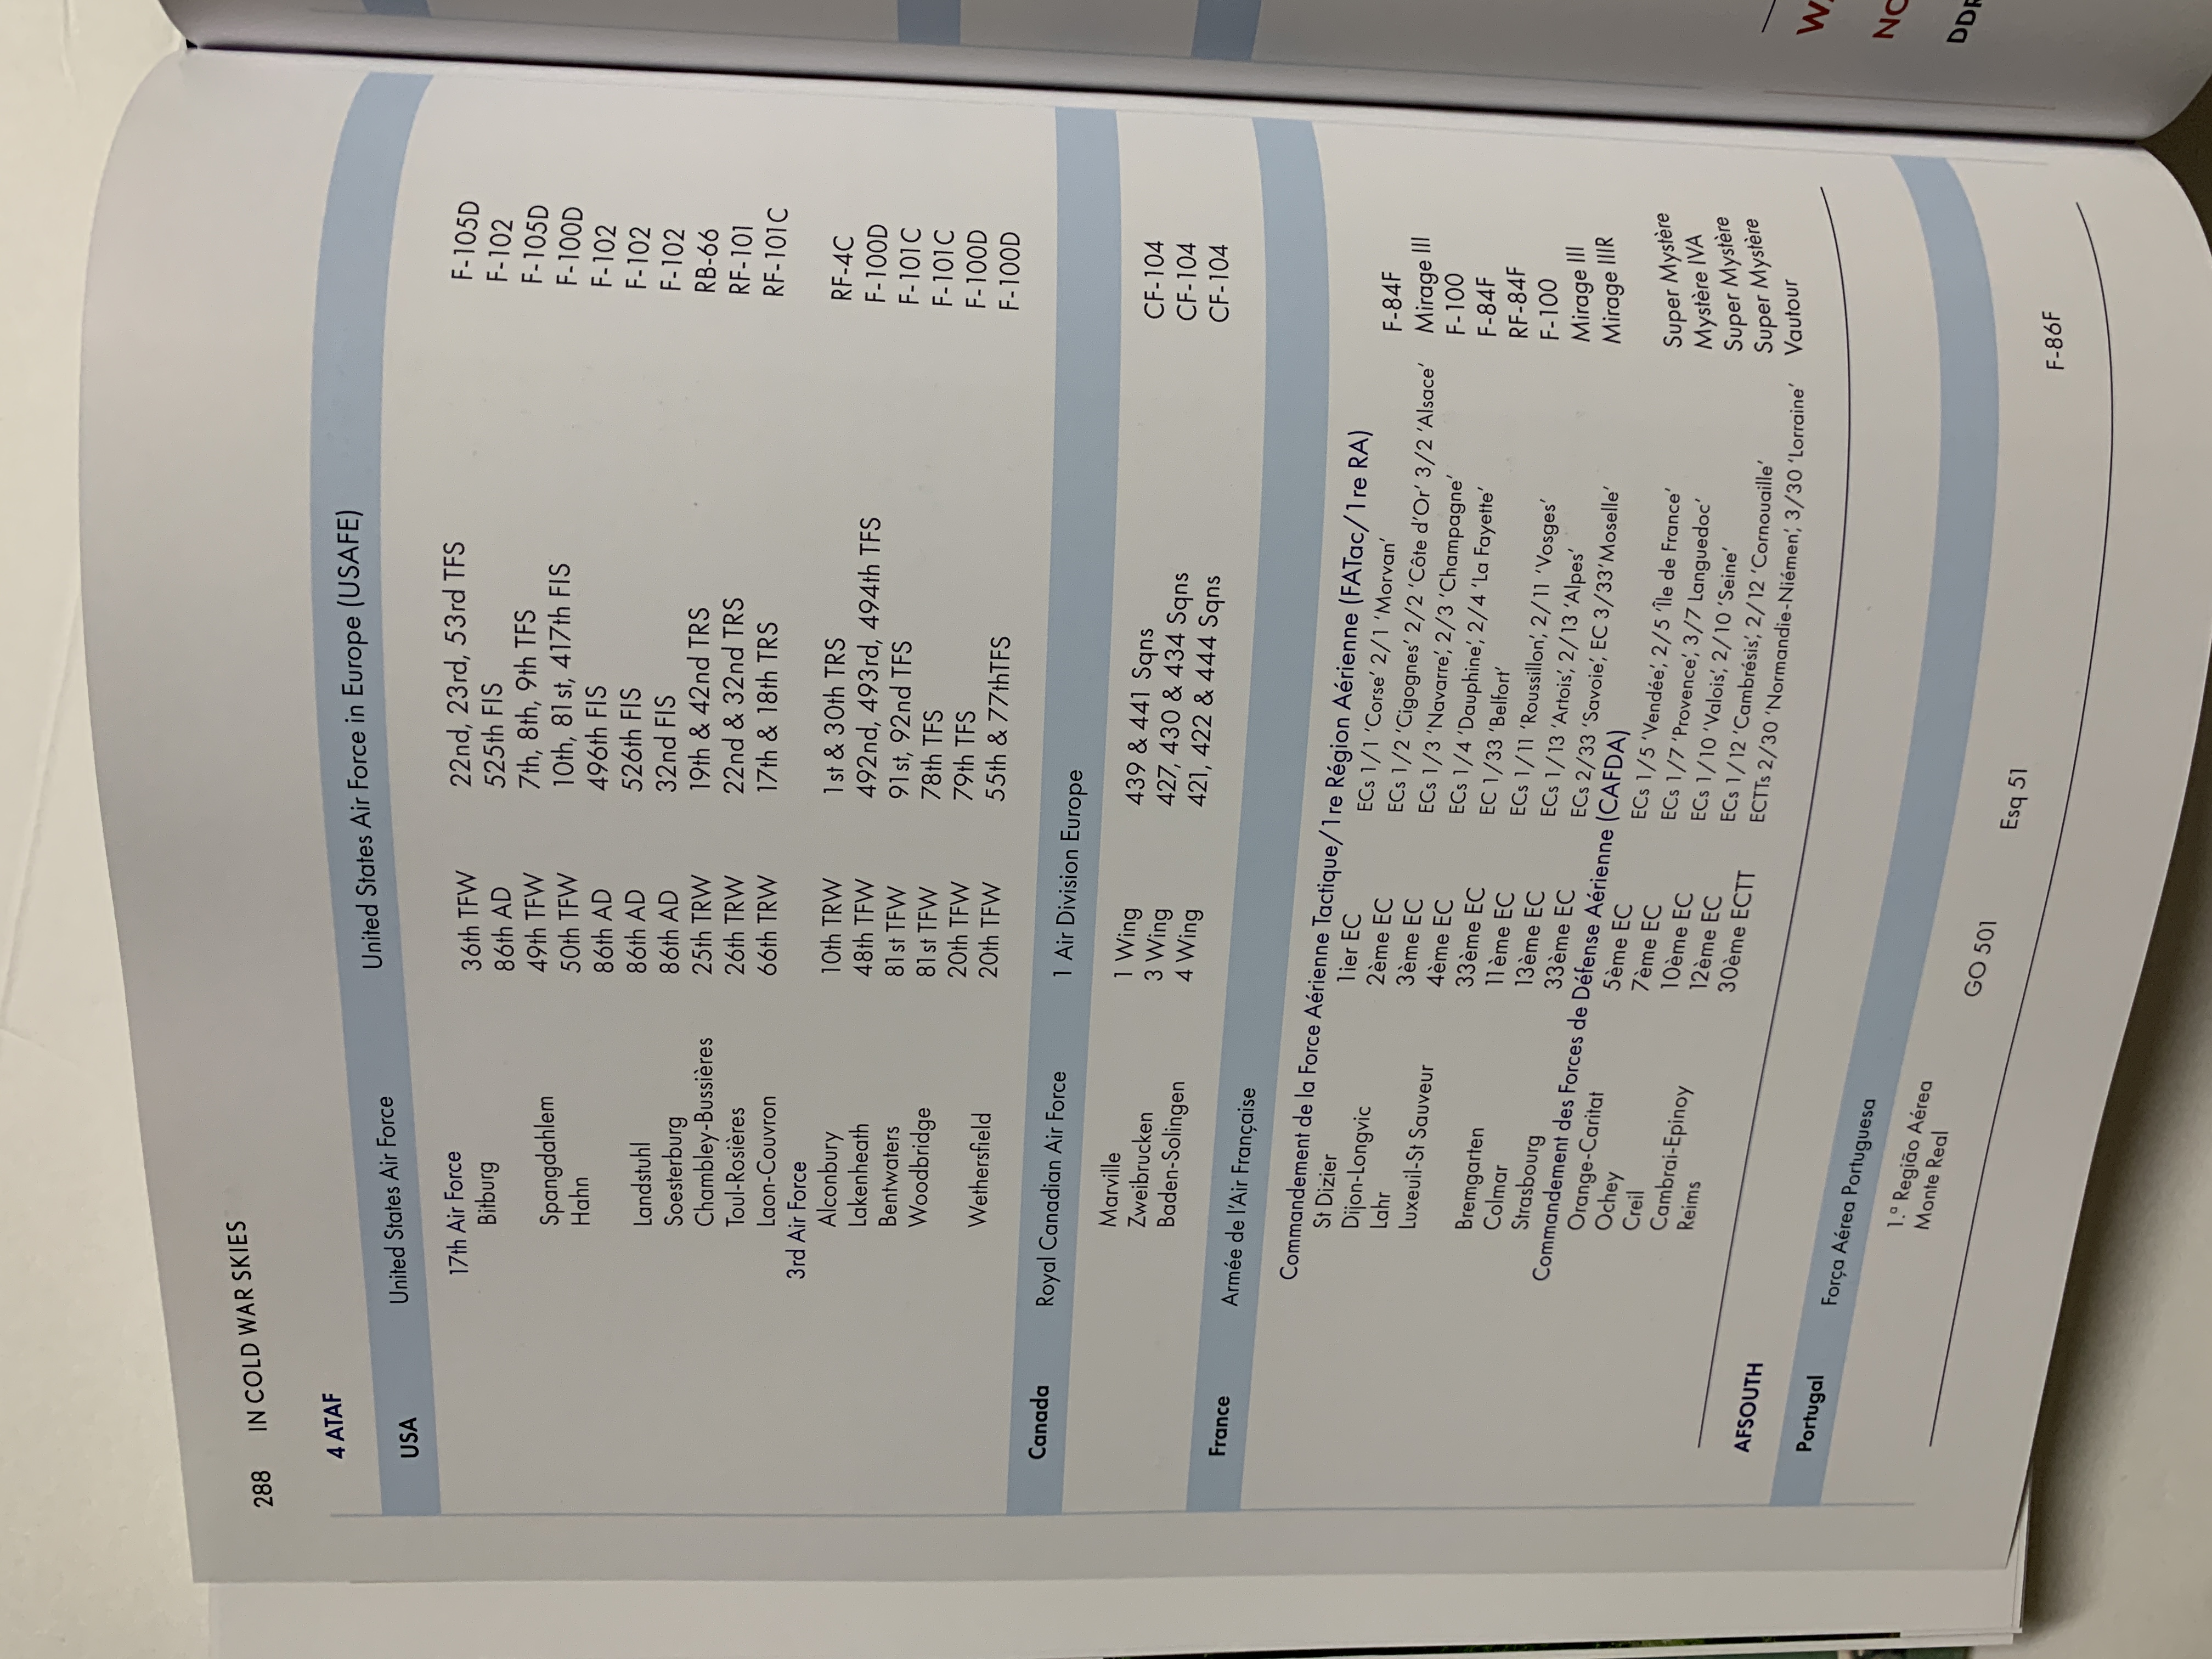 288 IN COLD WAR SKIES
4 ATAF
USA United States Air Force United States Air Force in Europe (USAFE)
17th Air Force
Bitburg 36th TFW 22nd, 23rd, 53rd TFS F-105D
86th AD 525th FIS F-102
Spangdahlem 49th TFW 7th, 8th, 9th TFS F-105D
Hahn 50th TFW 10th, 81st, 417th FIS F-100D
86th AD 496th FIS F-102
Landstuhl 86th AD 526th FIS F-102
Soesterburg 86th AD 32nd FIS F-102
Chambley-Bussières 25th TRW 19th & 42nd TRS RB-66
Toul-Rosières 26th TRW 22nd & 32nd TRS RF-101
Laon-Couvron 66th TRW 17th & 18th TRS RF-101C
3rd Air Force
Alconbury 10th TRW 1st & 30th TRS RF-4C
Lakenheath 48th TFW 492nd, 493rd, 494th TFS F-100D
Bentwaters 81st TFW 91st, 92nd TFS F-101C
Woodbridge 81st TFW 78th TFS F-101C
20th TFW 79th TFS F-100D
Wethersfield 20th TFW 55th & 77thTFS F-100D
Canada Royal Canadian Air Force 1 Air Division Europe
Marville 1 Wing 439 & 441 Sqns CF-104
Zweibrucken 3 Wing 427, 430 & 434 Sqns CF-104
Baden-Solingen 4 Wing 421, 422 & 444 Sqns CF-104
France Armée de l'Air Française
Commandement de la Force Aérienne Tactique/1re Région Aérienne (FATac/1re RA)
St Dizier 1ier EC ECs 1/1 'Corse' 2/1 'Morvan' F-84F
Dijon-Longvic 2ème EC ECs 1/2 'Cigognes' 2/2 'Côte d'Or' 3/2 'Alsace' Mirage III
Lahr 3ème EC ECs 1/3 'Navarre', 2/3 'Champagne' F-100
Luxeuil-St Sauveur 4ème EC ECs 1/4 'Dauphine', 2/4 'La Fayette' F-84F
33ème EC EC 1/33 'Belfort' RF-84F
Bremgarten 11ème EC ECs 1/11 'Roussillon', 2/11 'Vosges' F-100
Colmar 13ème EC ECs 1/13 'Artois', 2/13 'Alpes' Mirage III
Strasbourg 33ème EC ECs 2/33 'Savoie', EC 3/33'Moselle' Mirage IIIR
Commandement des Forces de Défense Aérienne (CAFDA)
Orange-Caritat 5ème EC ECs 1/5 'Vendée', 2/5 'Île de France' Super Mystère
Ochey 7ème EC ECs 1/7 'Provence', 3/7 Languedoc' Mystère IVA
Creil 10ème EC ECs 1/10 'Valois', 2/10 'Seine' Super Mystère
Cambrai-Epinoy 12ème EC ECs 1/12 'Cambrésis', 2/12 'Cornouaille' Super Mystère
Reims 30ème ECTT ECTTs 2/30 'Normandie-Niémen', 3/30 'Lorraine' Vautour
AFSOUTH
Portugal Força Aérea Portuguesa
1.ª Região Aérea
Monte Real GO 501 Esq 51 F-86F